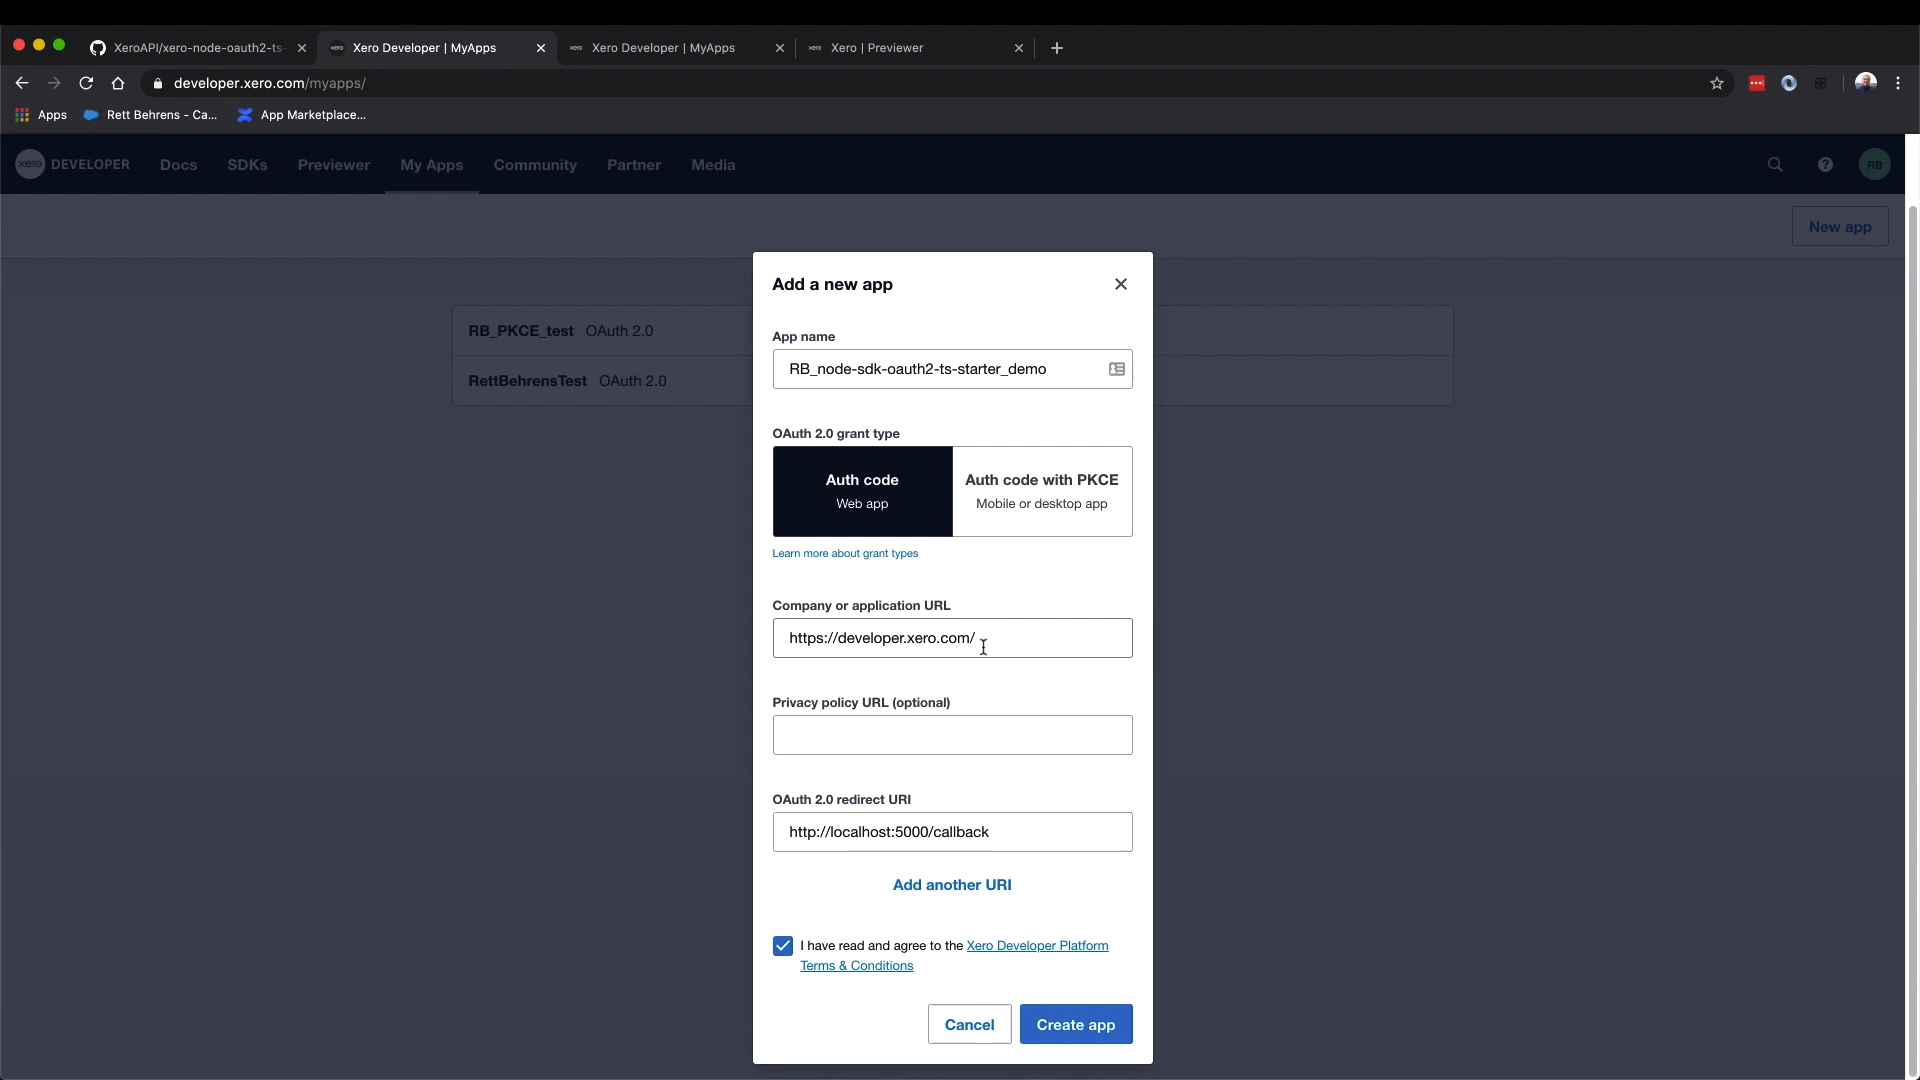 XeroAPI/xero-node-oauth2-ts-
xero Xero Developer | MyApps
xero Xero Developer | MyApps
xero Xero | Previewer
developer.xero.com/myapps/
Apps
Rett Behrens - Ca...
App Marketplace...
xero DEVELOPER
Docs
SDKs
Previewer
My Apps
Community
Partner
Media
RB
New app
Add a new app
App name
RB_PKCE_test OAuth 2.0
RB_node-sdk-oauth2-ts-starter_demo
RettBehrensTest OAuth 2.0
OAuth 2.0 grant type
Auth code
Web app
Auth code with PKCE
Mobile or desktop app
Learn more about grant types
Company or application URL
https://developer.xero.com/
Privacy policy URL (optional)
OAuth 2.0 redirect URI
http://localhost:5000/callback
Add another URI
I have read and agree to the Xero Developer Platform
Terms & Conditions
Cancel
Create app